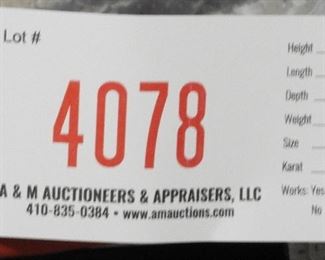 Lot #
4078
A & M AUCTIONEERS & APPRAISERS, LLC
410-835-0384 • www.amauctions.com
Height
Length
Depth
Weight
Size
Karat
Works: Yes
No